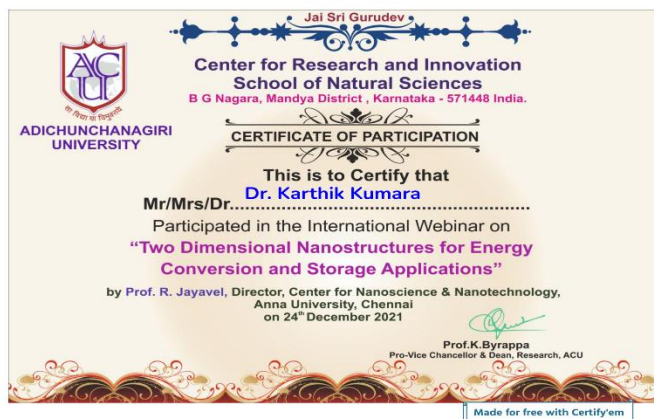 Jai Sri Gurudev
ACU
ADICHUNCHANAGIRI
UNIVERSITY
Center for Research and Innovation
School of Natural Sciences
B G Nagara, Mandya District , Karnataka - 571448 India.
CERTIFICATE OF PARTICIPATION
This is to Certify that
Dr. Karthik Kumara
Mr/Mrs/Dr..................................................
Participated in the International Webinar on
“Two Dimensional Nanostructures for Energy
Conversion and Storage Applications”
by Prof. R. Jayavel, Director, Center for Nanoscience & Nanotechnology,
Anna University, Chennai
on 24th December 2021
Prof.K.Byrappa
Pro-Vice Chancellor & Dean, Research, ACU
Made for free with Certify'em